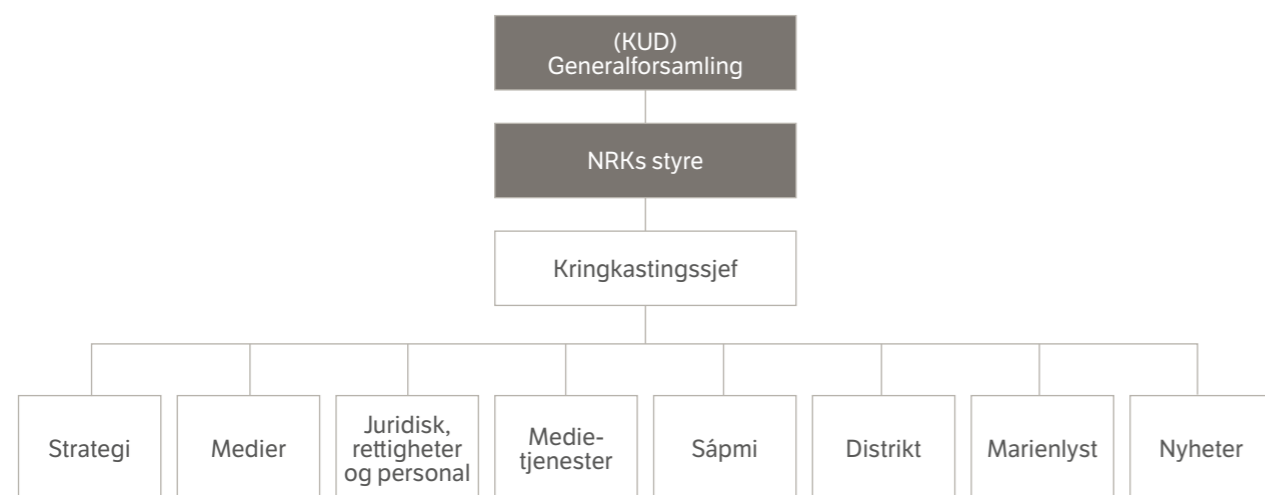 (KUD)
Generalforsamling
NRKs styre
Kringkastingssjef
Strategi
Medier
Juridisk,
rettigheter
og personal
Medie-
tjenester
Sápmi
Distrikt
Marienlyst
Nyheter